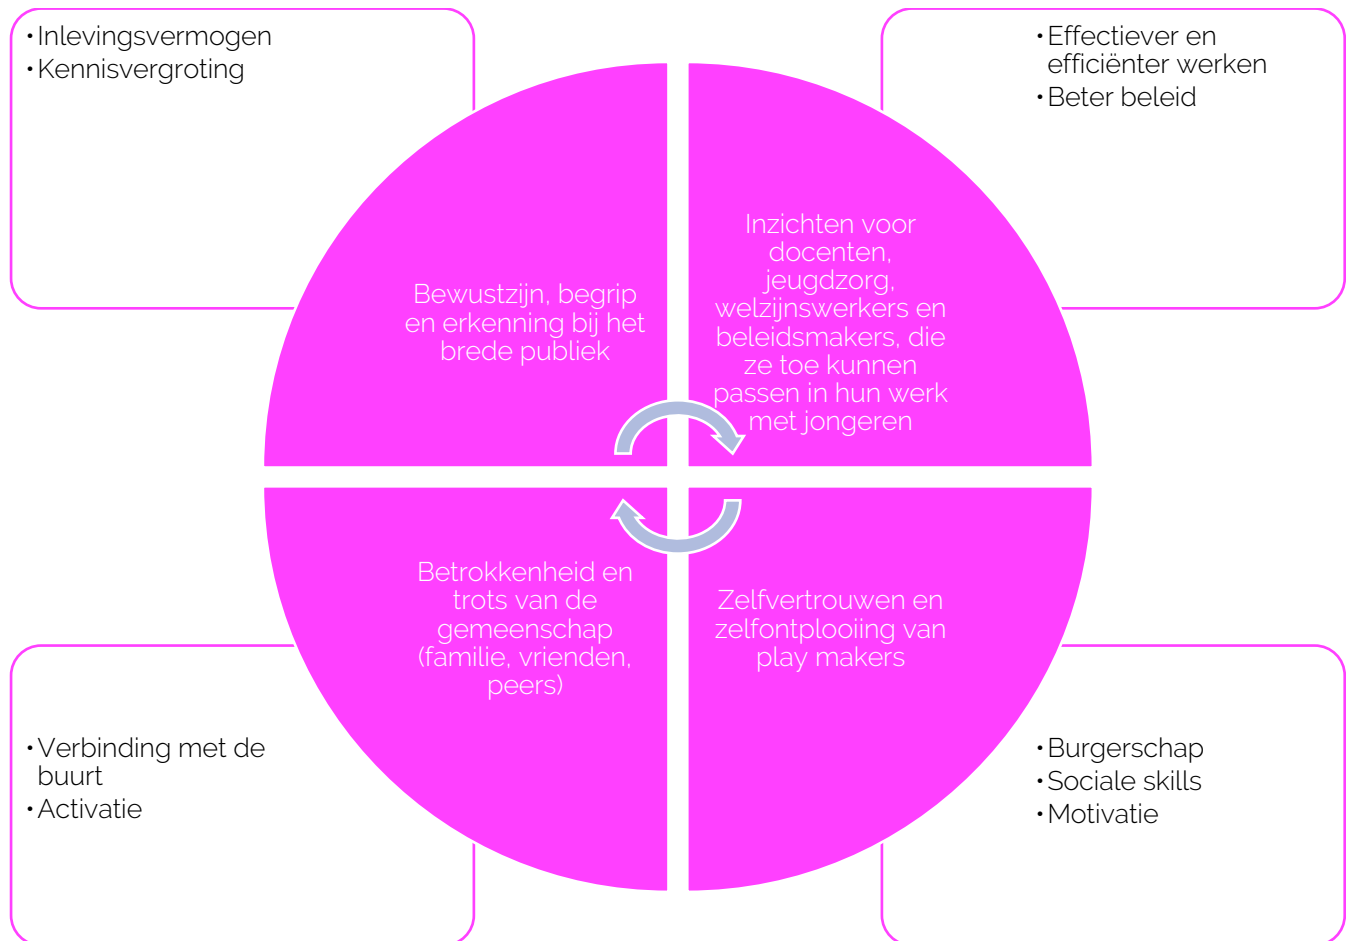 •Inlevingsvermogen
•Kennisvergroting
•Effectiever en
efficiënter werken
•Beter beleid
Bewustzijn, begrip
en erkenning bij het
brede publiek
Inzichten voor
docenten,
jeugdzorg,
welzijnswerkers en
beleidsmakers, die
ze toe kunnen
passen in hun werk
met jongeren
Betrokkenheid en
trots van de
gemeenschap
(familie, vrienden,
peers)
Zelfvertrouwen en
zelfontplooiing van
play makers
•Verbinding met de
buurt
•Activatie
•Burgerschap
•Sociale skills
•Motivatie